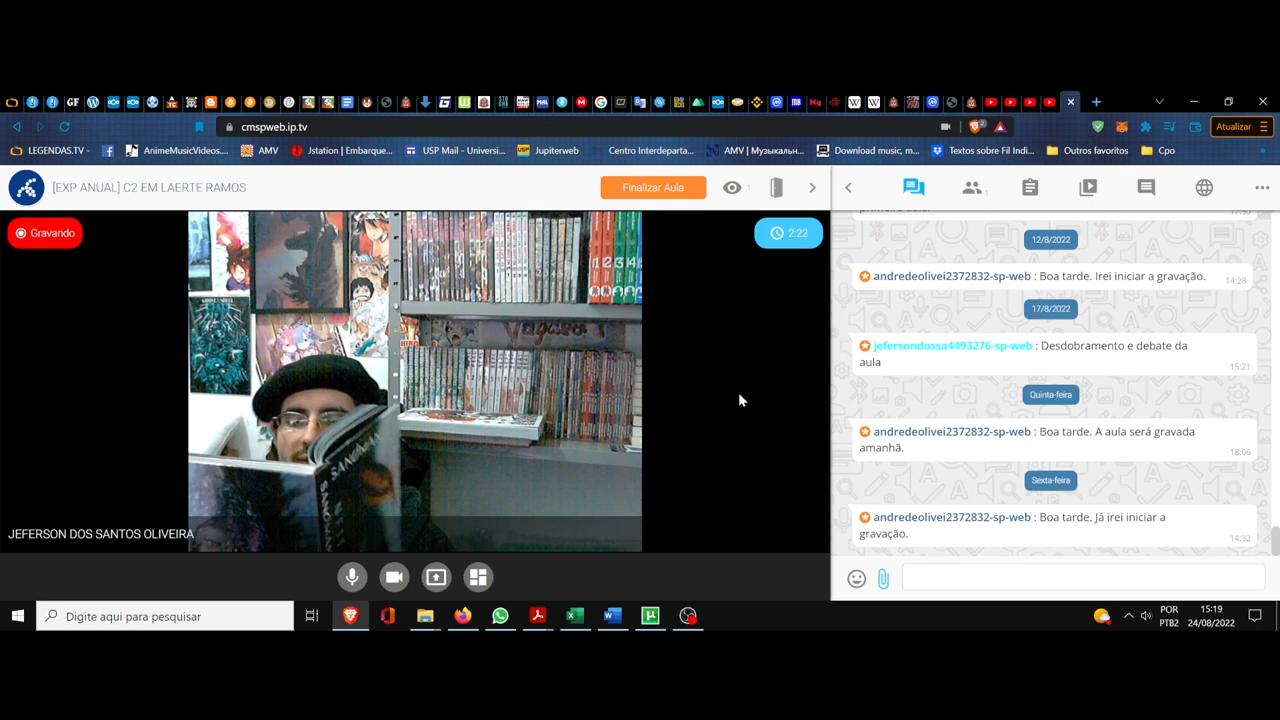 cmspweb.ip.tv
Atualizar
LEGENDAS.TV -
AnimeMusicVideos...
AMV
Jstation | Embarque...
USP Mail - Universi...
Jupiterweb
Centro Interdeparta...
AMV | Музыкальн...
Download music, m...
Textos sobre Fil Indi...
Outros favoritos
Cpo
[EXP ANUAL] C2 EM LAERTE RAMOS
Finalizar Aula
1
1
Gravando
2:22
12/8/2022
andredeolivei2372832-sp-web : Boa tarde. Irei iniciar a gravação.
14:28
17/8/2022
jefersondossa4493276-sp-web : Desdobramento e debate da
aula
15:21
Quinta-feira
andredeolivei2372832-sp-web : Boa tarde. A aula será gravada
amanhã.
18:06
Sexta-feira
andredeolivei2372832-sp-web : Boa tarde. Já irei iniciar a
gravação.
14:32
SANDMAN
JEFERSON DOS SANTOS OLIVEIRA
Digite aqui para pesquisar
POR
PTB2
15:19
24/08/2022